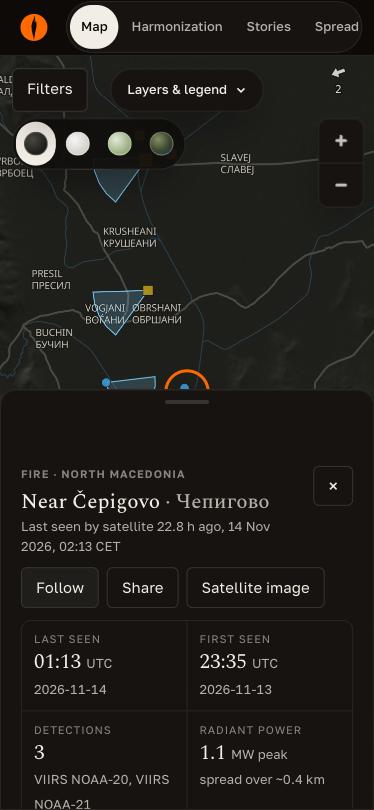 Map Harmonization Stories Spread
Filters
Layers & legend
2
SLAVEJ
СЛАВЕЈ
+
−
KRUSHEANI
КРУШЕАНИ
PRESIL
ПРЕСИЛ
VOGJANI OBRSHANI
ВОЃАНИ ОБРШАНИ
BUCHIN
БУЧИН
FIRE · NORTH MACEDONIA
Near Čepigovo · Чепигово
×
Last seen by satellite 22.8 h ago, 14 Nov
2026, 02:13 CET
Follow Share Satellite image
LAST SEEN
01:13 UTC
2026-11-14
FIRST SEEN
23:35 UTC
2026-11-13
DETECTIONS
3
VIIRS NOAA-20, VIIRS
NOAA-21
RADIANT POWER
1.1 MW peak
spread over ~0.4 km